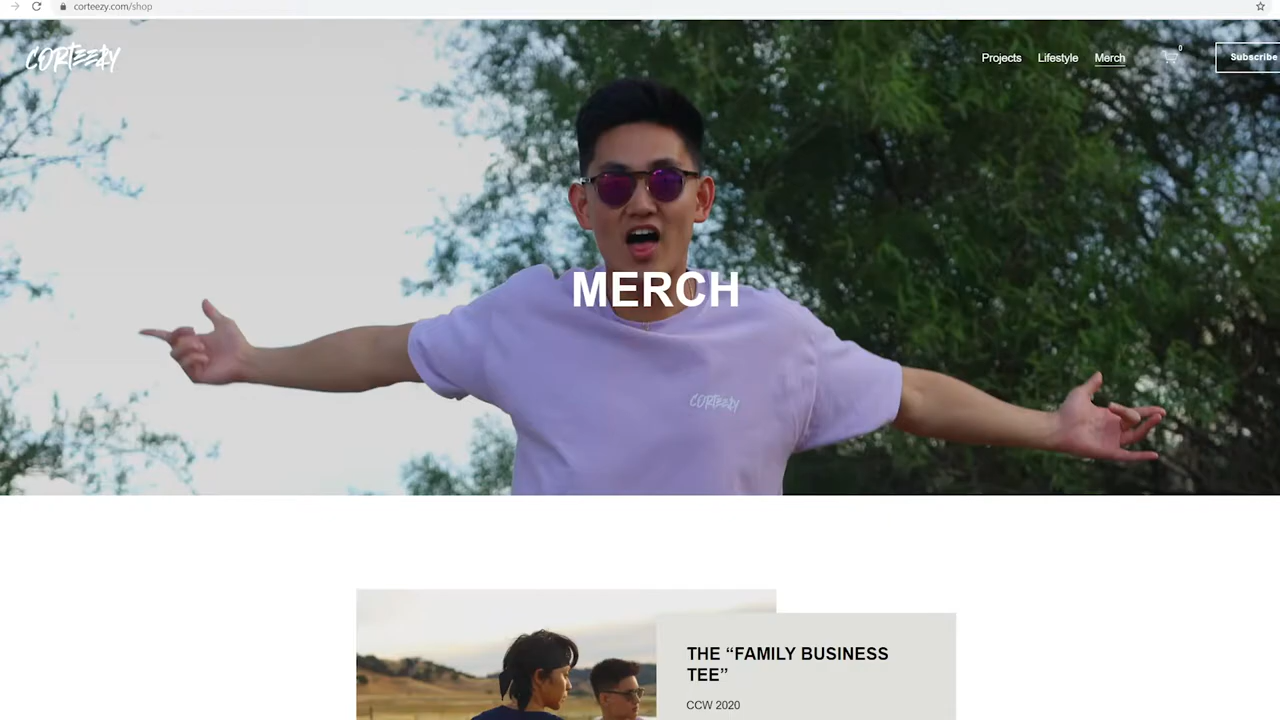 corteezy.com/shop
CORTEEZY
Projects Lifestyle Merch 0 Subscribe
MERCH
CORTEEZY
THE “FAMILY BUSINESS
TEE”
CCW 2020